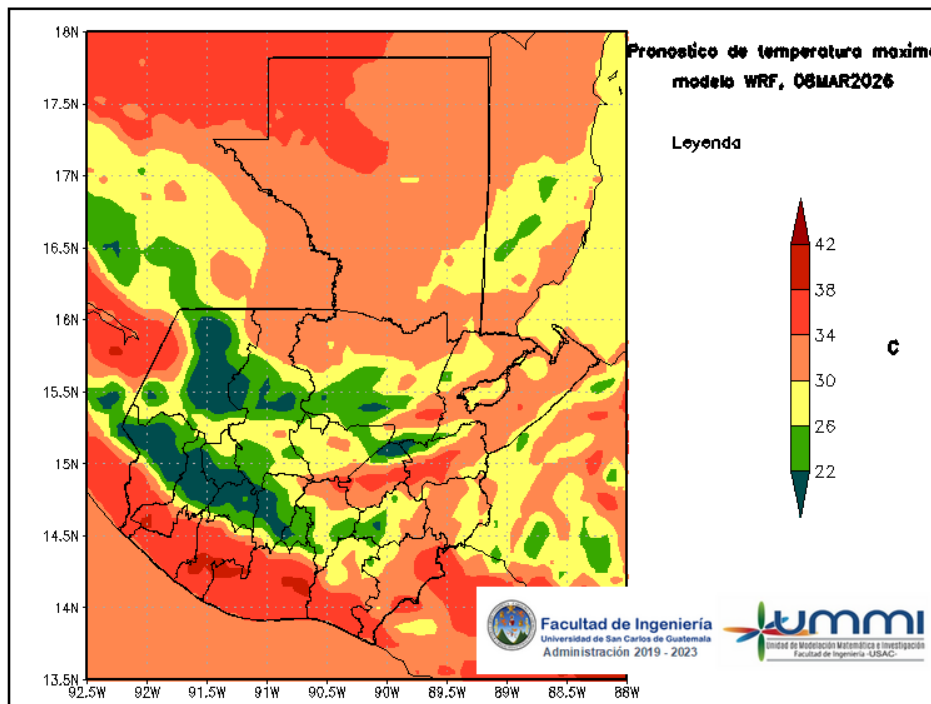 Pronostico de temperatura maxim
modelo WRF, 08MAR2026
Leyenda
18N
17.5N
17N
16.5N
16N
15.5N
15N
14.5N
14N
13.5N
92.5W 92W 91.5W 91W 90.5W 90W 89.5W 89W 88.5W 88W
42
38
34
30
26
22
C
Facultad de Ingeniería
Universidad de San Carlos de Guatemala
Administración 2019 - 2023
ummi
Unidad de Modelación Matemática e Investigación
Facultad de Ingeniería -USAC-